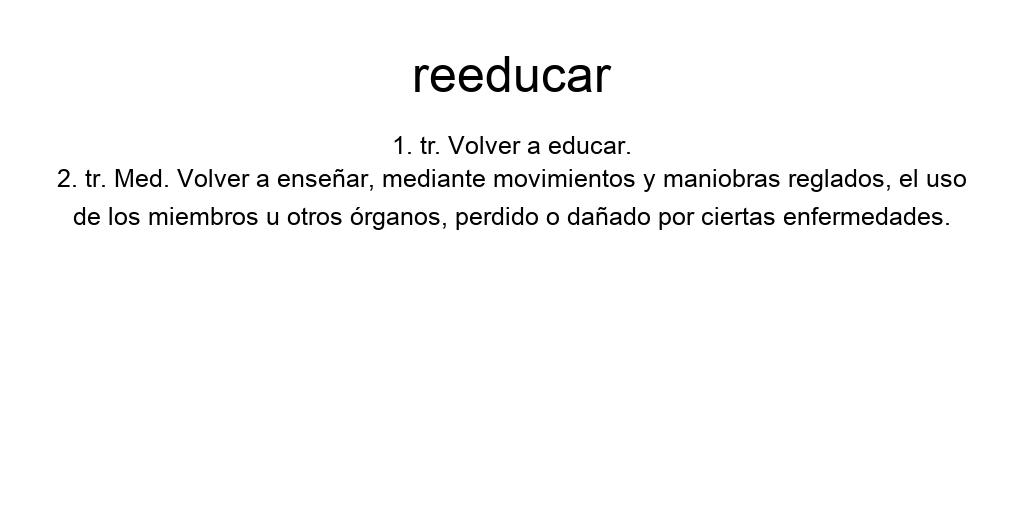 reeducar
1. tr. Volver a educar.
2. tr. Med. Volver a enseñar, mediante movimientos y maniobras reglados, el uso
de los miembros u otros órganos, perdido o dañado por ciertas enfermedades.